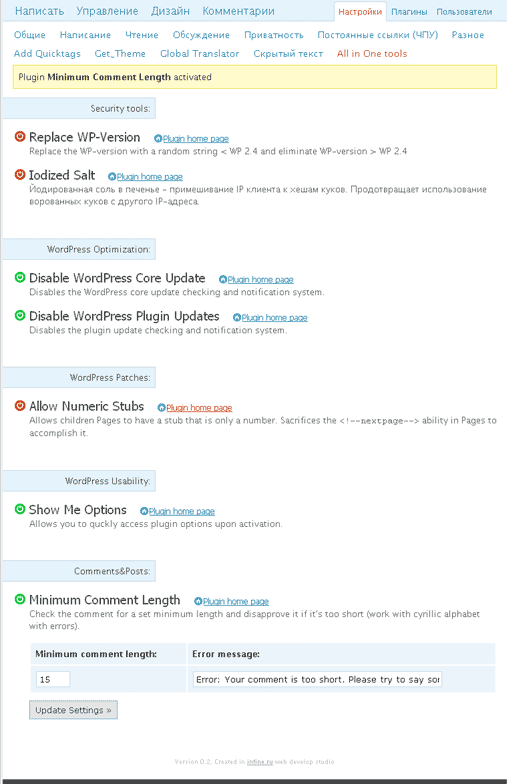 Написать Управление Дизайн Комментарии Настройки Плагины Пользователи
Общие Написание Чтение Обсуждение Приватность Постоянные ссылки (ЧПУ) Разное
Add Quicktags Get_Theme Global Translator Скрытый текст All in One tools
Plugin Minimum Comment Length activated
Security tools:
Replace WP-Version Plugin home page
Replace the WP-version with a random string < WP 2.4 and eliminate WP-version > WP 2.4
Iodized Salt Plugin home page
Йодированная соль в печенье - примешивание IP клиента к хешам куков. Продотвращает использование
ворованных куков с другого IP-адреса.
WordPress Optimization:
Disable WordPress Core Update Plugin home page
Disables the WordPress core update checking and notification system.
Disable WordPress Plugin Updates Plugin home page
Disables the plugin update checking and notification system.
WordPress Patches:
Allow Numeric Stubs Plugin home page
Allows children Pages to have a stub that is only a number. Sacrifices the <!--nextpage--> ability in Pages to
accomplish it.
WordPress Usability:
Show Me Options Plugin home page
Allows you to quckly access plugin options upon activation.
Comments&Posts:
Minimum Comment Length Plugin home page
Check the comment for a set minimum length and disapprove it if it's too short (work with cyrillic alphabet
with errors).
Minimum comment length: Error message:
15 Error: Your comment is too short. Please try to say sor
Update Settings »
Version 0.2, Created in infine.ru web develop studio